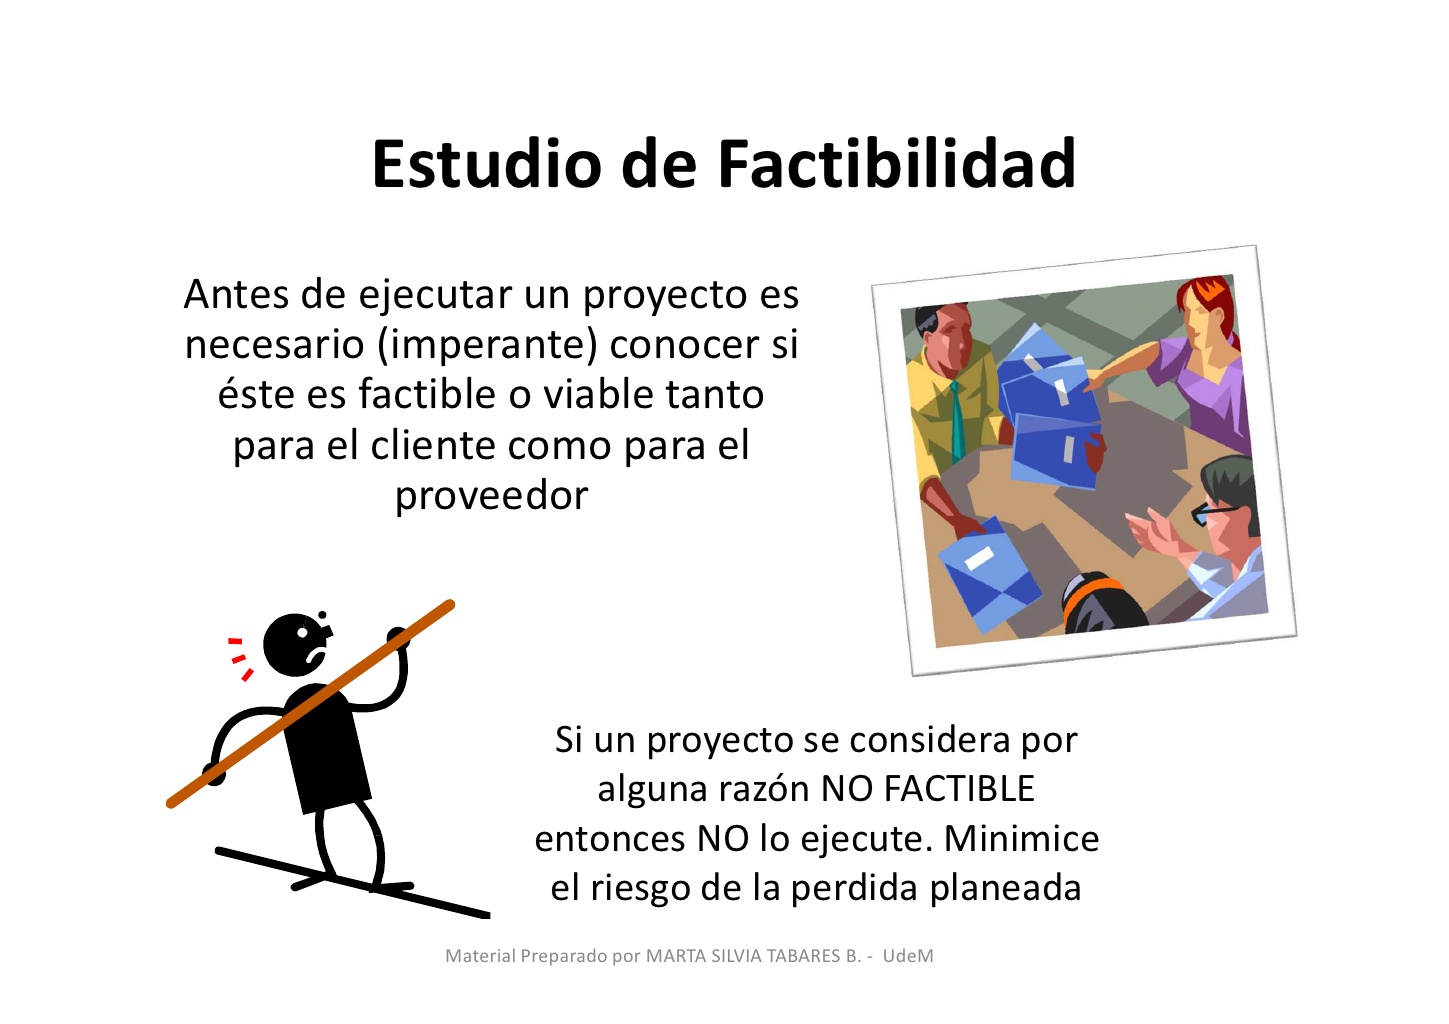 Estudio de Factibilidad
Antes de ejecutar un proyecto es
necesario (imperante) conocer si
éste es factible o viable tanto
para el cliente como para el
proveedor
Si un proyecto se considera por
alguna razón NO FACTIBLE
entonces NO lo ejecute. Minimice
el riesgo de la perdida planeada
Material Preparado por MARTA SILVIA TABARES B. - UdeM